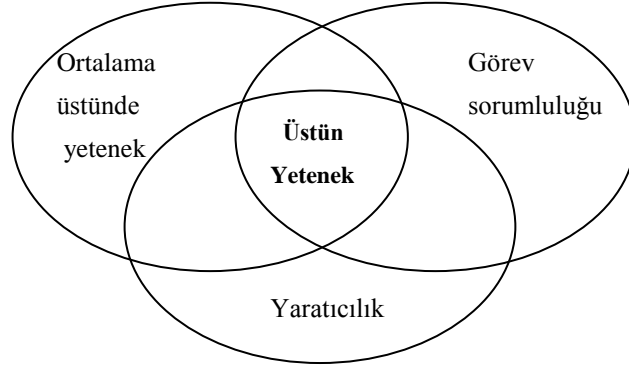 Ortalama
üstünde
yetenek
Görev
sorumluluğu
Üstün
Yetenek
Yaratıcılık